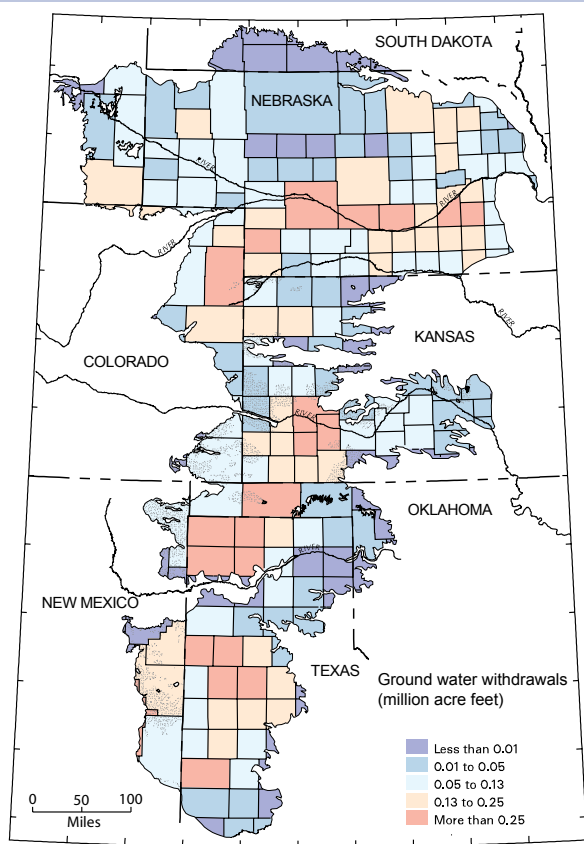 SOUTH DAKOTA
NEBRASKA
RIVER
RIVER
RIVER
RIVER
KANSAS
COLORADO
RIVER
OKLAHOMA
RIVER
NEW MEXICO
TEXAS
Ground water withdrawals
(million acre feet)
Less than 0.01
0.01 to 0.05
0.05 to 0.13
0.13 to 0.25
More than 0.25
0 50 100
Miles